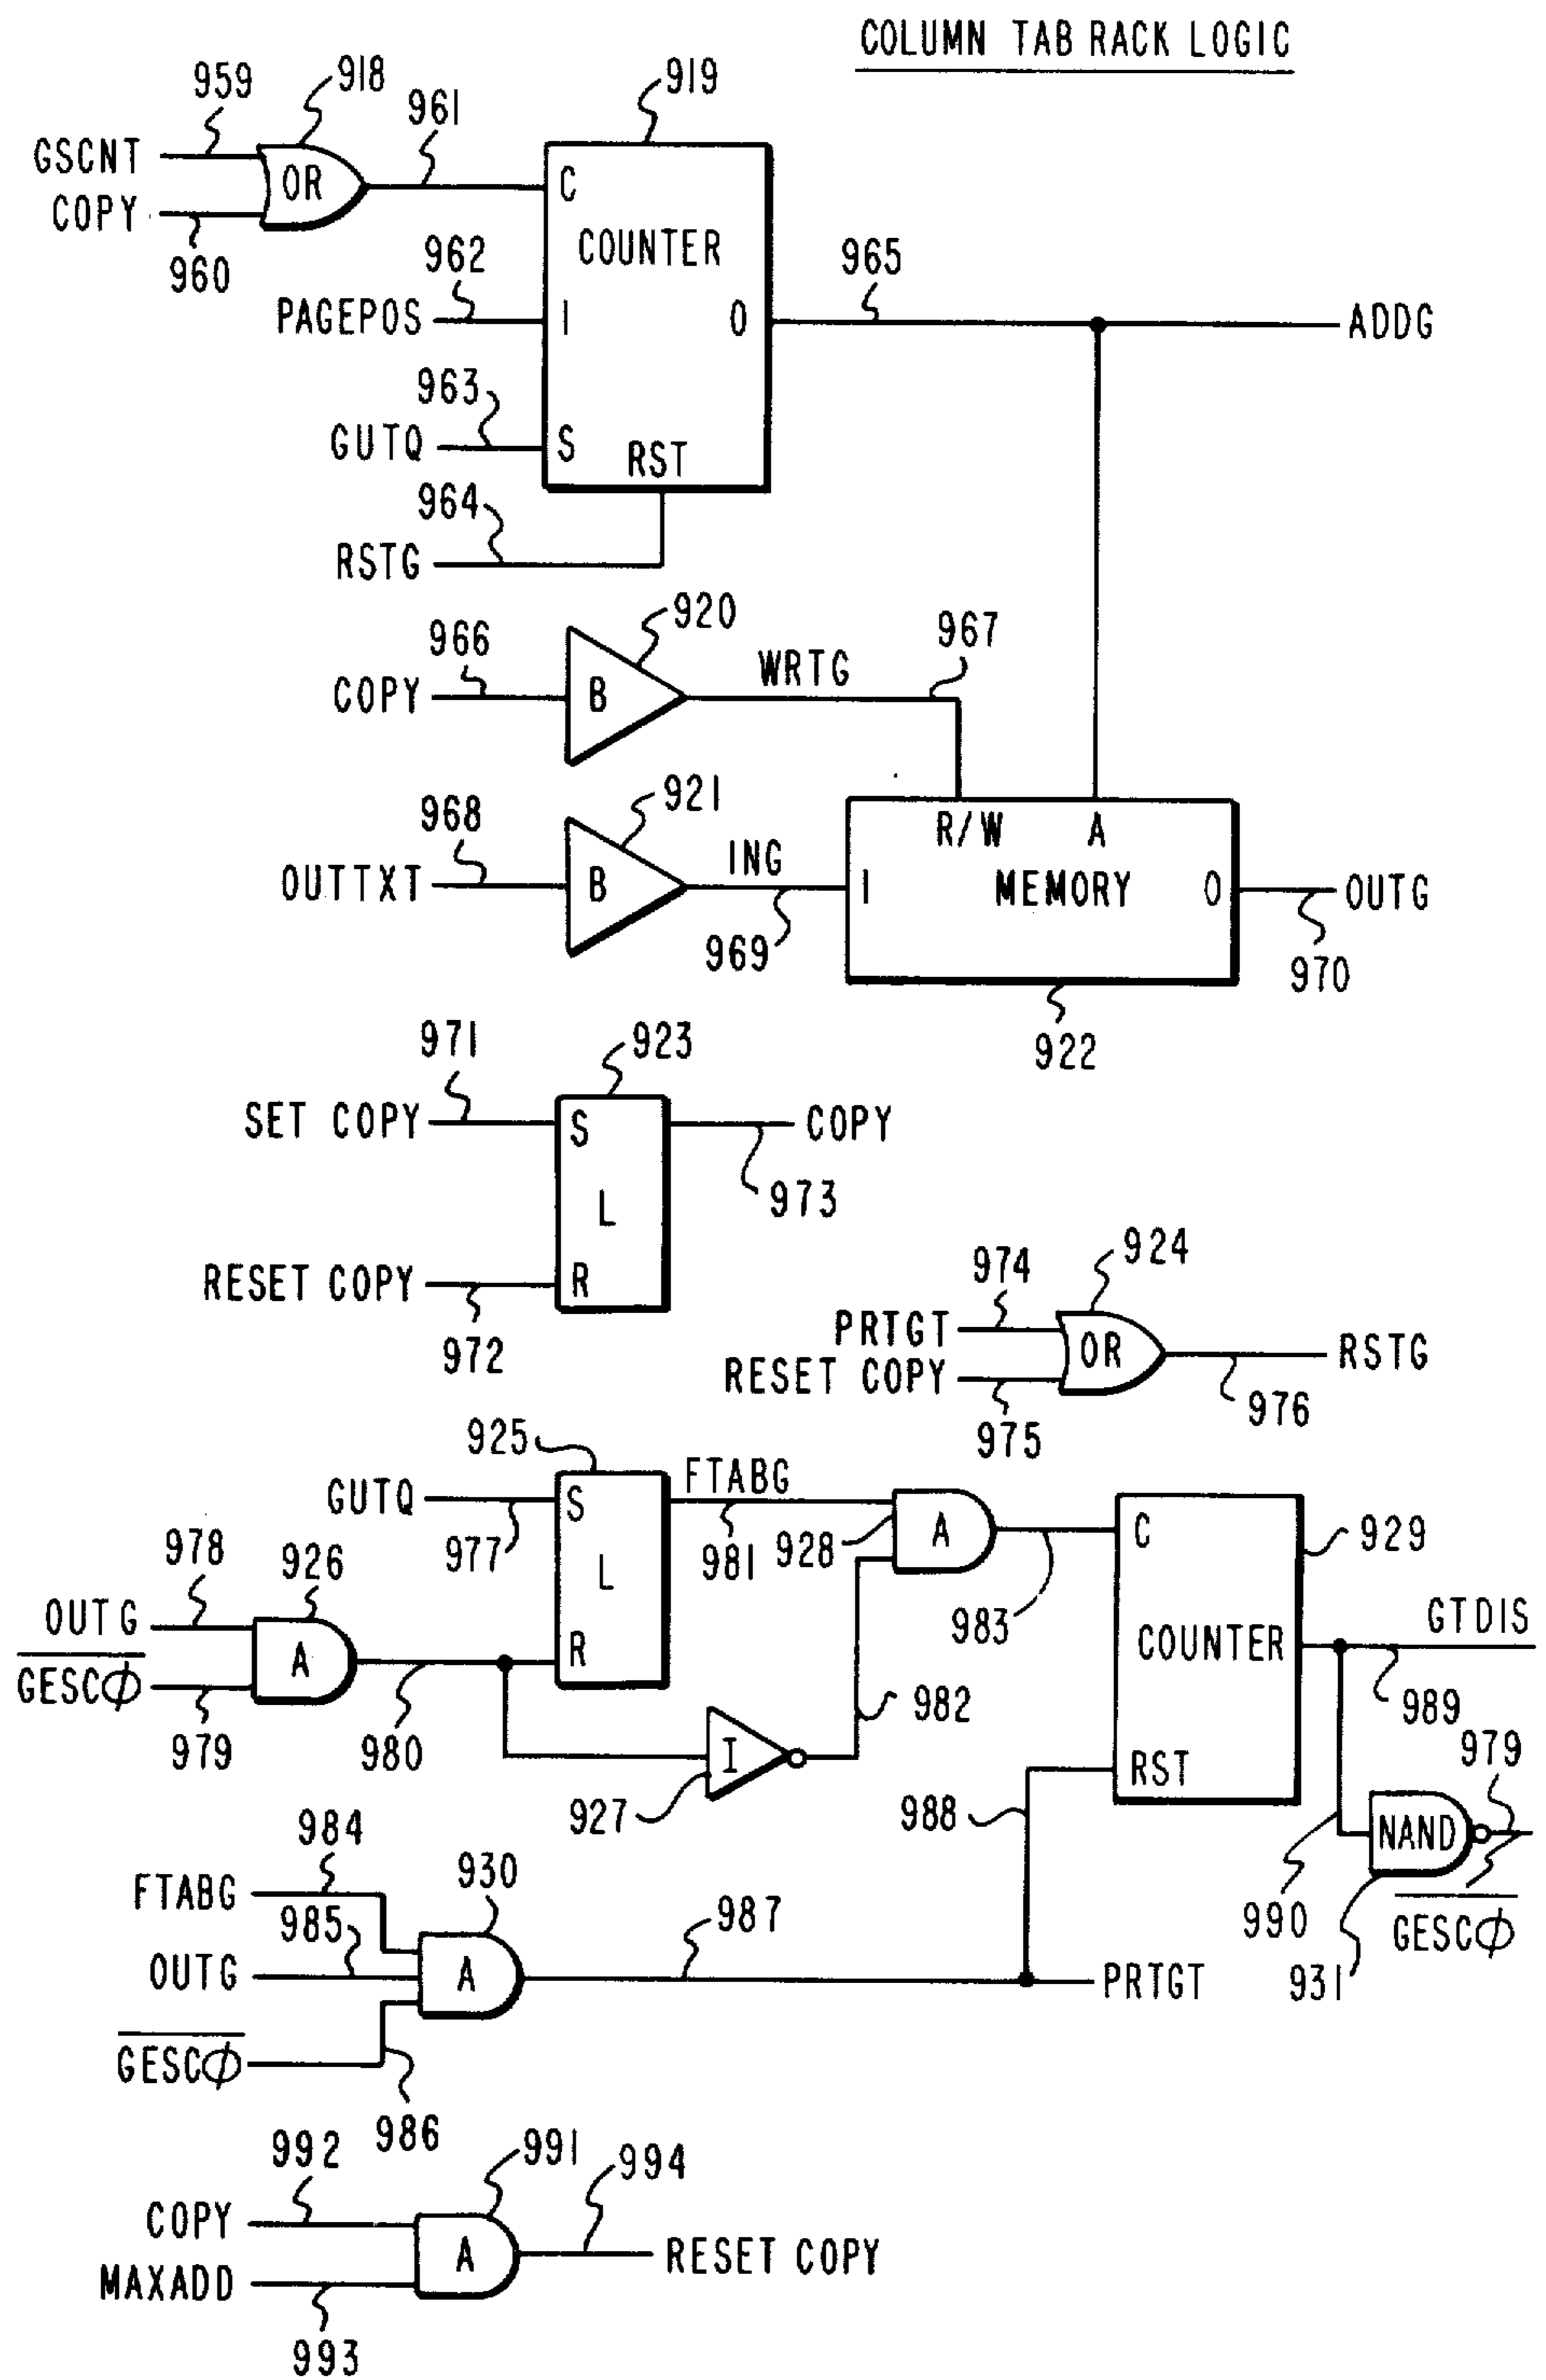 COLUMN TAB RACK LOGIC
959
918
961
919
GSCNT
OR
C
COPY
960
COUNTER
962
965
PAGEPOS
I
O
ADDG
963
GUTQ
S
RST
964
RSTG
920
966
WRTG
967
COPY
B
921
968
R/W
A
ING
OUTTXT
B
I
MEMORY
O
OUTG
969
970
922
971
923
SET COPY
S
COPY
973
L
924
974
RESET COPY
R
PRTGT
OR
RSTG
972
RESET COPY
976
975
925
FTABG
GUTQ
S
978
977
981
928
A
C
929
926
L
OUTG
983
GTDIS
A
R
COUNTER
G̅E̅S̅C̅ϕ̅
982
989
979
980
979
I
RST
927
988
984
NAND
930
FTABG
990
G̅E̅S̅C̅ϕ̅
985
987
931
OUTG
A
PRTGT
G̅E̅S̅C̅ϕ̅
986
992
991
994
COPY
A
RESET COPY
MAXADD
993